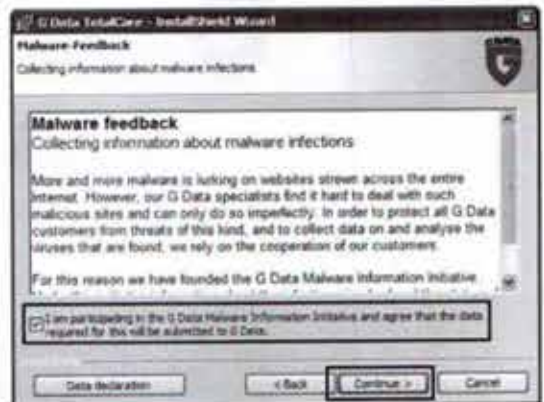 G Data TotalCare - InstallShield Wizard
Malware-Feedback
Collecting information about malware infections
Malware feedback
Collecting information about malware infections
More and more malware is lurking on websites strewn across the entire
Internet. However, our G Data specialists find it hard to deal with such
malicious sites and can only do so imperfectly. In order to protect all G Data
customers from threats of this kind, and to collect data on and analyse the
viruses that are found, we rely on the cooperation of our customers.
For this reason we have founded the G Data Malware Information Initiative.
I am participating in the G Data Malware Information Initiative and agree that the data
required for this will be submitted to G Data.
Data declaration
< Back
Continue >
Cancel